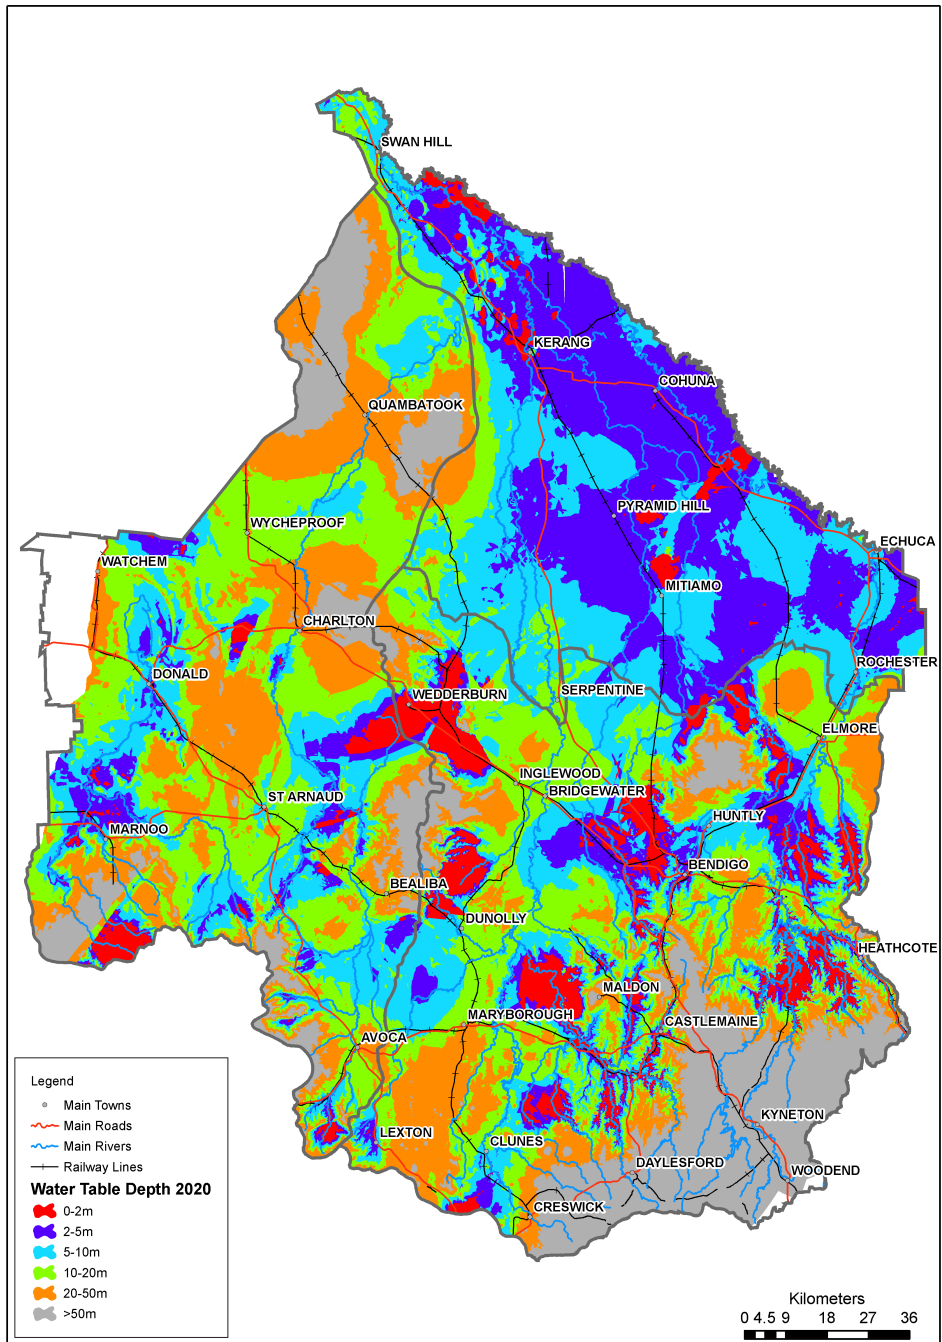 SWAN HILL
KERANG
COHUNA
QUAMBATOOK
PYRAMID HILL
WYCHEPROOF
ECHUCA
WATCHEM
MITIAMO
CHARLTON
ROCHESTER
DONALD
WEDDERBURN
SERPENTINE
ELMORE
INGLEWOOD
BRIDGEWATER
ST ARNAUD
HUNTLY
MARNOO
BENDIGO
BEALIBA
DUNOLLY
HEATHCOTE
MALDON
MARYBOROUGH
CASTLEMAINE
AVOCA
KYNETON
LEXTON
CLUNES
DAYLESFORD
WOODEND
CRESWICK
Legend
Main Towns
Main Roads
Main Rivers
Railway Lines
Water Table Depth 2020
0-2m
2-5m
5-10m
10-20m
20-50m
>50m
Kilometers
0 4.5 9 18 27 36